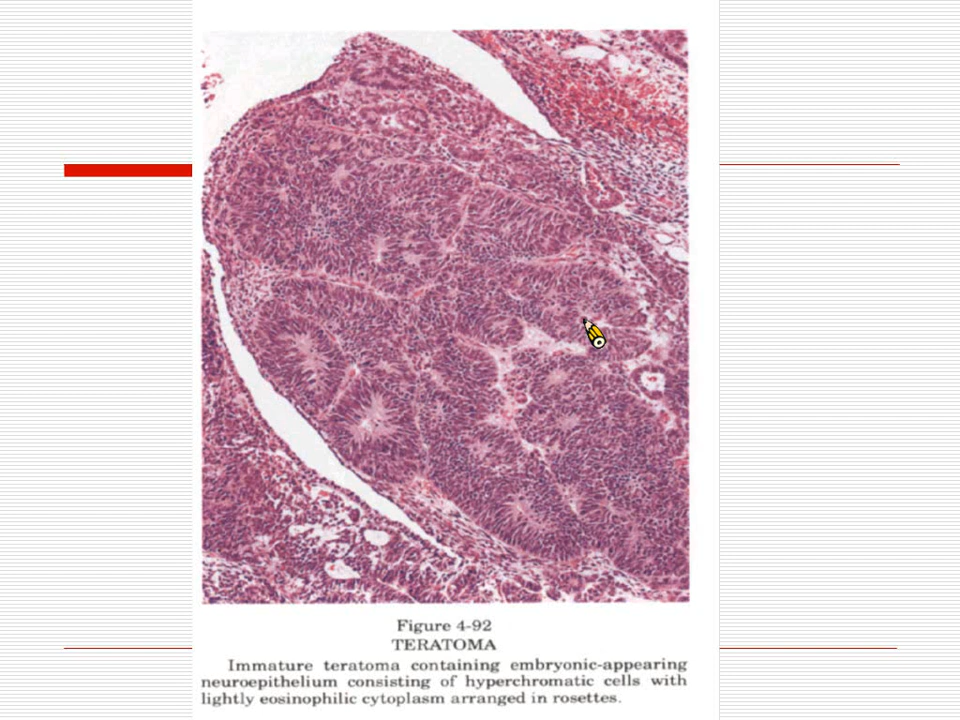 Figure 4-92
TERATOMA
Immature teratoma containing embryonic-appearing
neuroepithelium consisting of hyperchromatic cells with
lightly eosinophilic cytoplasm arranged in rosettes.